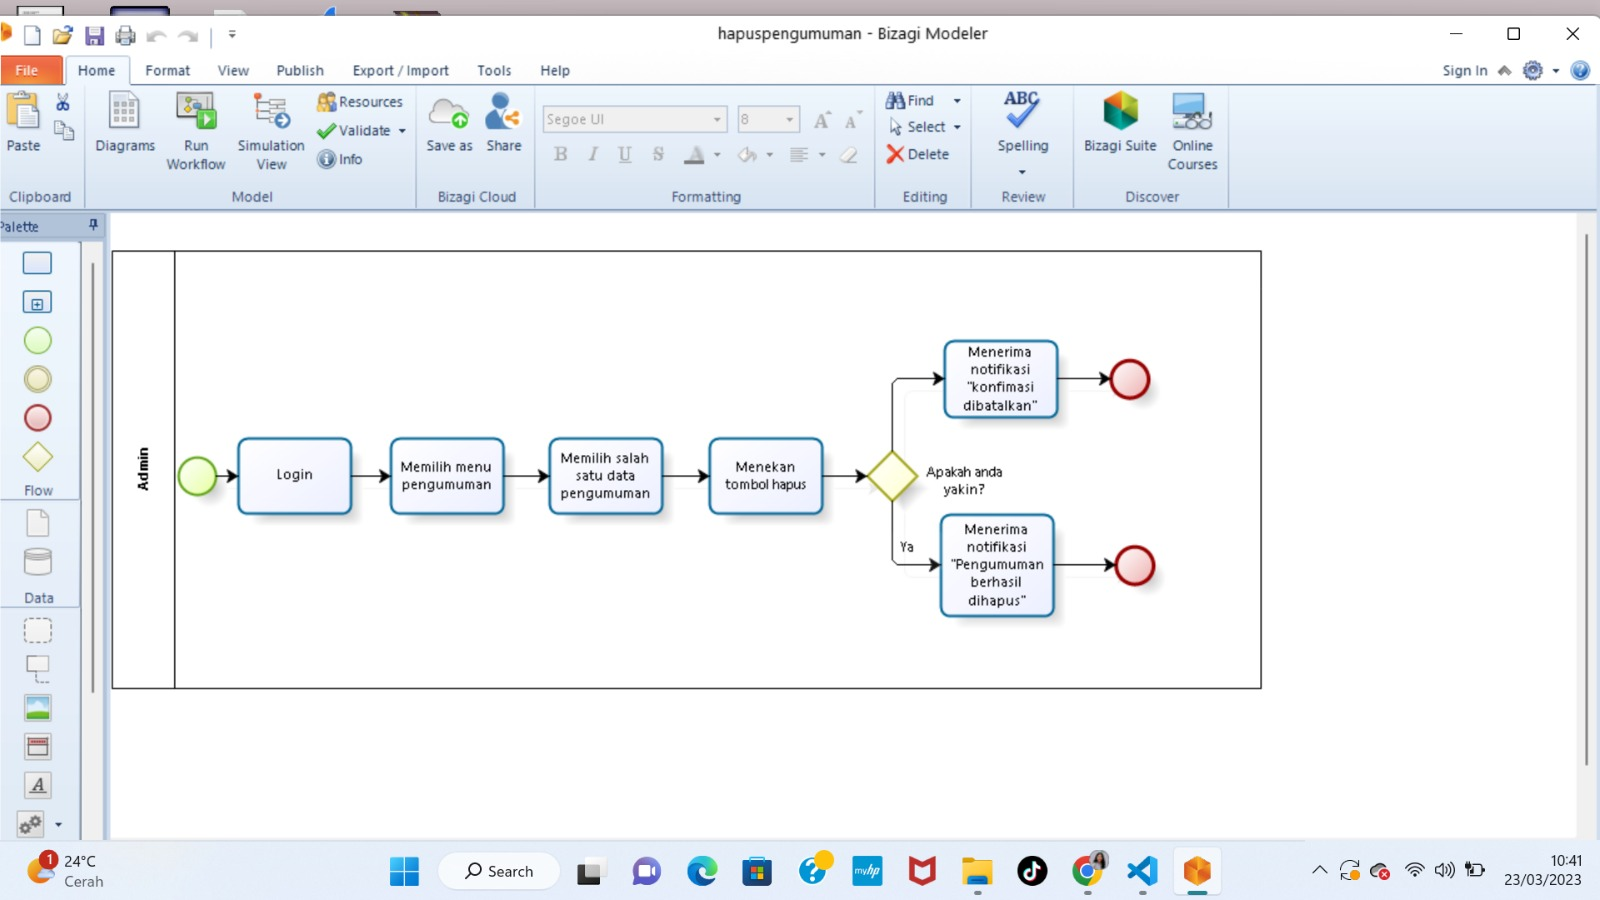 hapuspengumuman - Bizagi Modeler
File Home Format View Publish Export / Import Tools Help Sign In
Paste
Clipboard
Diagrams
Run
Workflow
Simulation
View
Resources
Validate
Info
Model
Save as Share
Bizagi Cloud
Segoe UI 8
B I U S A
Formatting
Find
Select
Delete
Editing
ABC
Spelling
Review
Bizagi Suite
Online
Courses
Discover
Palette
Flow
Data
A
Admin
Login
Memilih menu
pengumuman
Memilih salah
satu data
pengumuman
Menekan
tombol hapus
Apakah anda
yakin?
Menerima
notifikasi
"konfimasi
dibatalkan"
Ya
Menerima
notifikasi
"Pengumuman
berhasil
dihapus"
1
24°C
Cerah
Search
myhp
10:41
23/03/2023